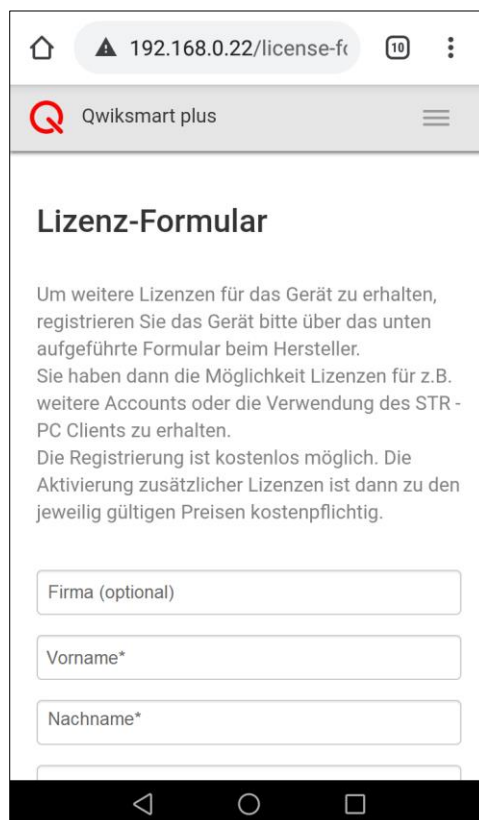 192.168.0.22/license-fo
10
Qwiksmart plus
Lizenz-Formular
Um weitere Lizenzen für das Gerät zu erhalten,
registrieren Sie das Gerät bitte über das unten
aufgeführte Formular beim Hersteller.
Sie haben dann die Möglichkeit Lizenzen für z.B.
weitere Accounts oder die Verwendung des STR -
PC Clients zu erhalten.
Die Registrierung ist kostenlos möglich. Die
Aktivierung zusätzlicher Lizenzen ist dann zu den
jeweilig gültigen Preisen kostenpflichtig.
Firma (optional)
Vorname*
Nachname*